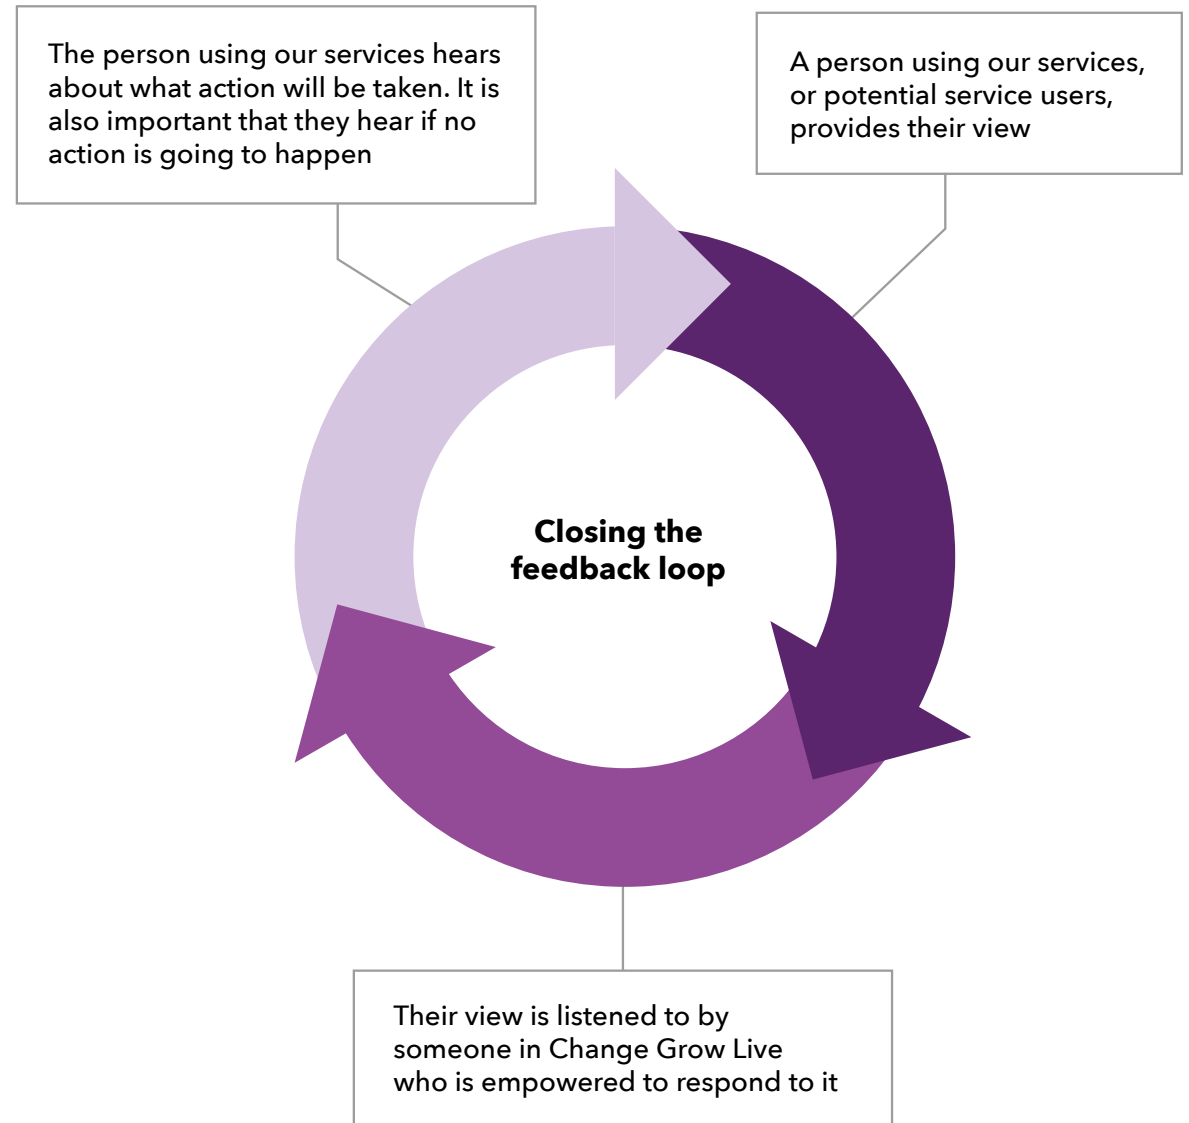 The person using our services hears
about what action will be taken. It is
also important that they hear if no
action is going to happen
A person using our services,
or potential service users,
provides their view
Closing the
feedback loop
Their view is listened to by
someone in Change Grow Live
who is empowered to respond to it